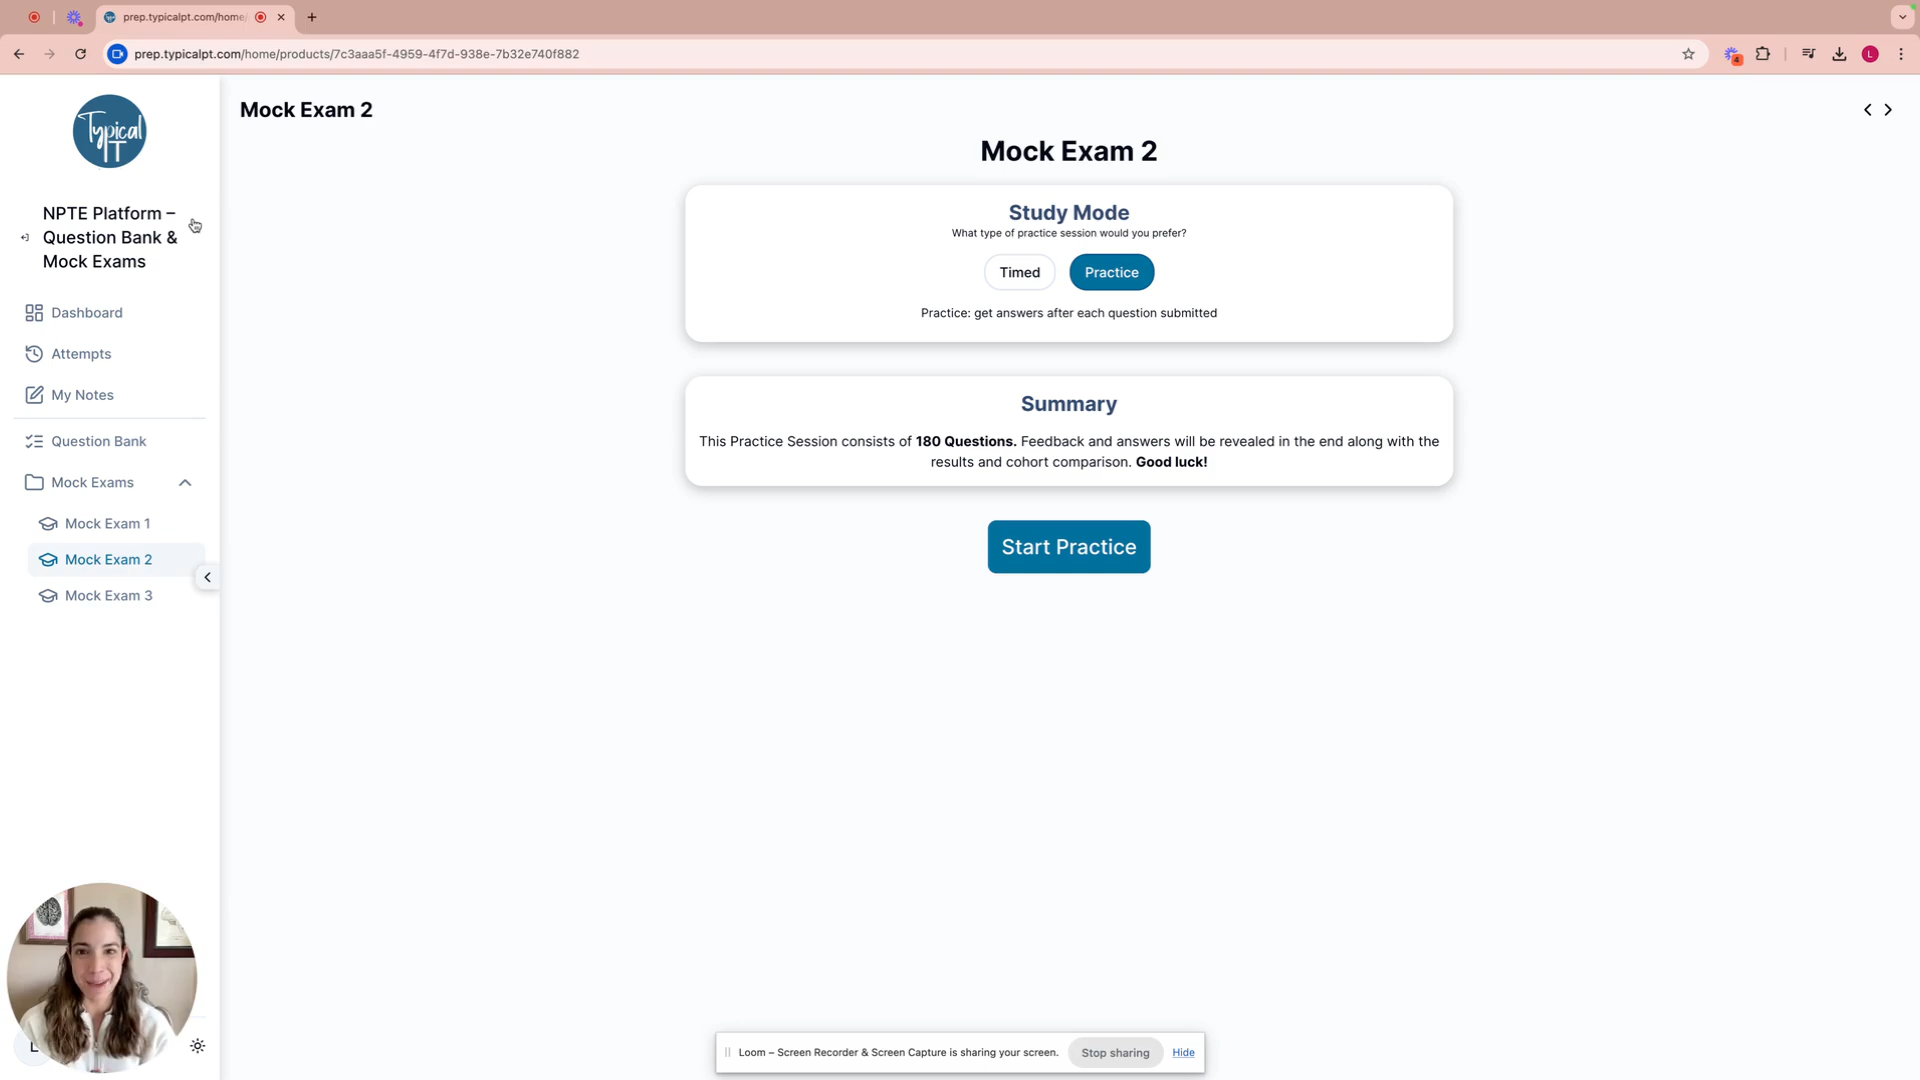 prep.typicalpt.com/home/
prep.typicalpt.com/home/products/7c3aaa5f-4959-4f7d-938e-7b32e740f882
4
L
Typical
PT
NPTE Platform –
Question Bank &
Mock Exams
Dashboard
Attempts
My Notes
Question Bank
Mock Exams
Mock Exam 1
Mock Exam 2
Mock Exam 3
L
Mock Exam 2
Mock Exam 2
Study Mode
What type of practice session would you prefer?
Timed Practice
Practice: get answers after each question submitted
Summary
This Practice Session consists of 180 Questions. Feedback and answers will be revealed in the end along with the
results and cohort comparison. Good luck!
Start Practice
Loom – Screen Recorder & Screen Capture is sharing your screen. Stop sharing Hide